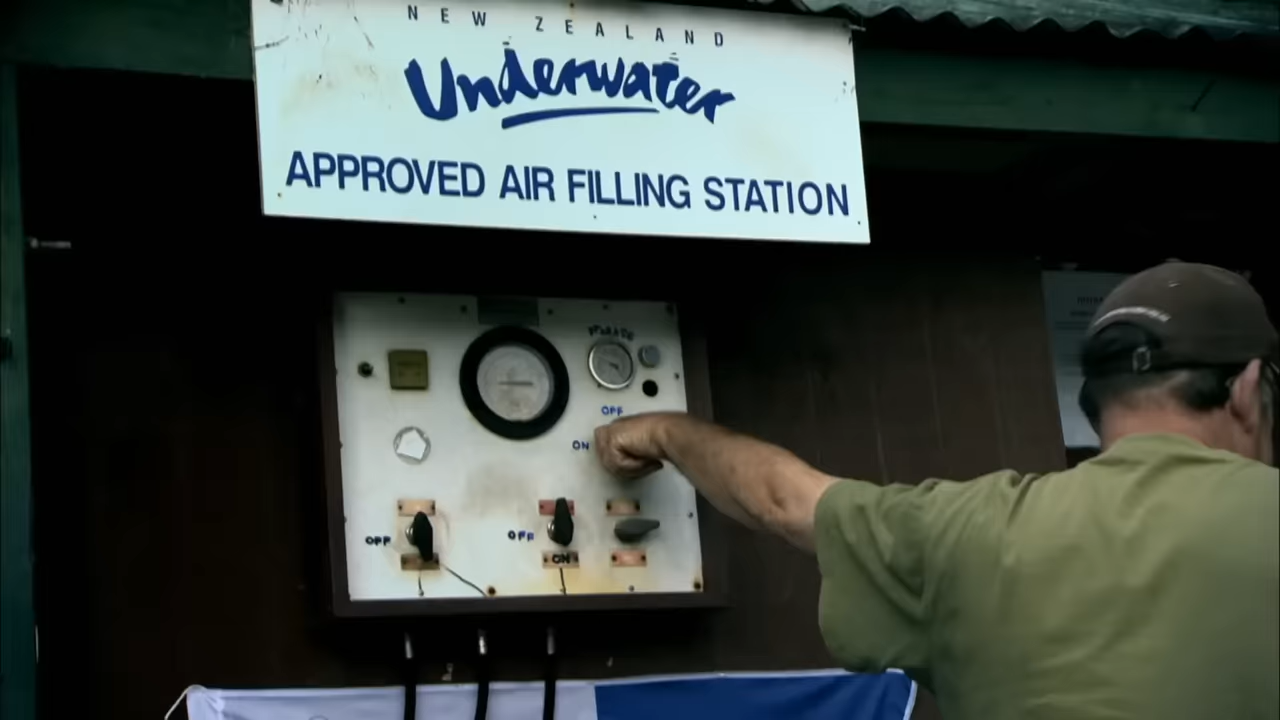 NEW ZEALAND
Underwater
APPROVED AIR FILLING STATION
OFF
ON
OFF
OFF
ON